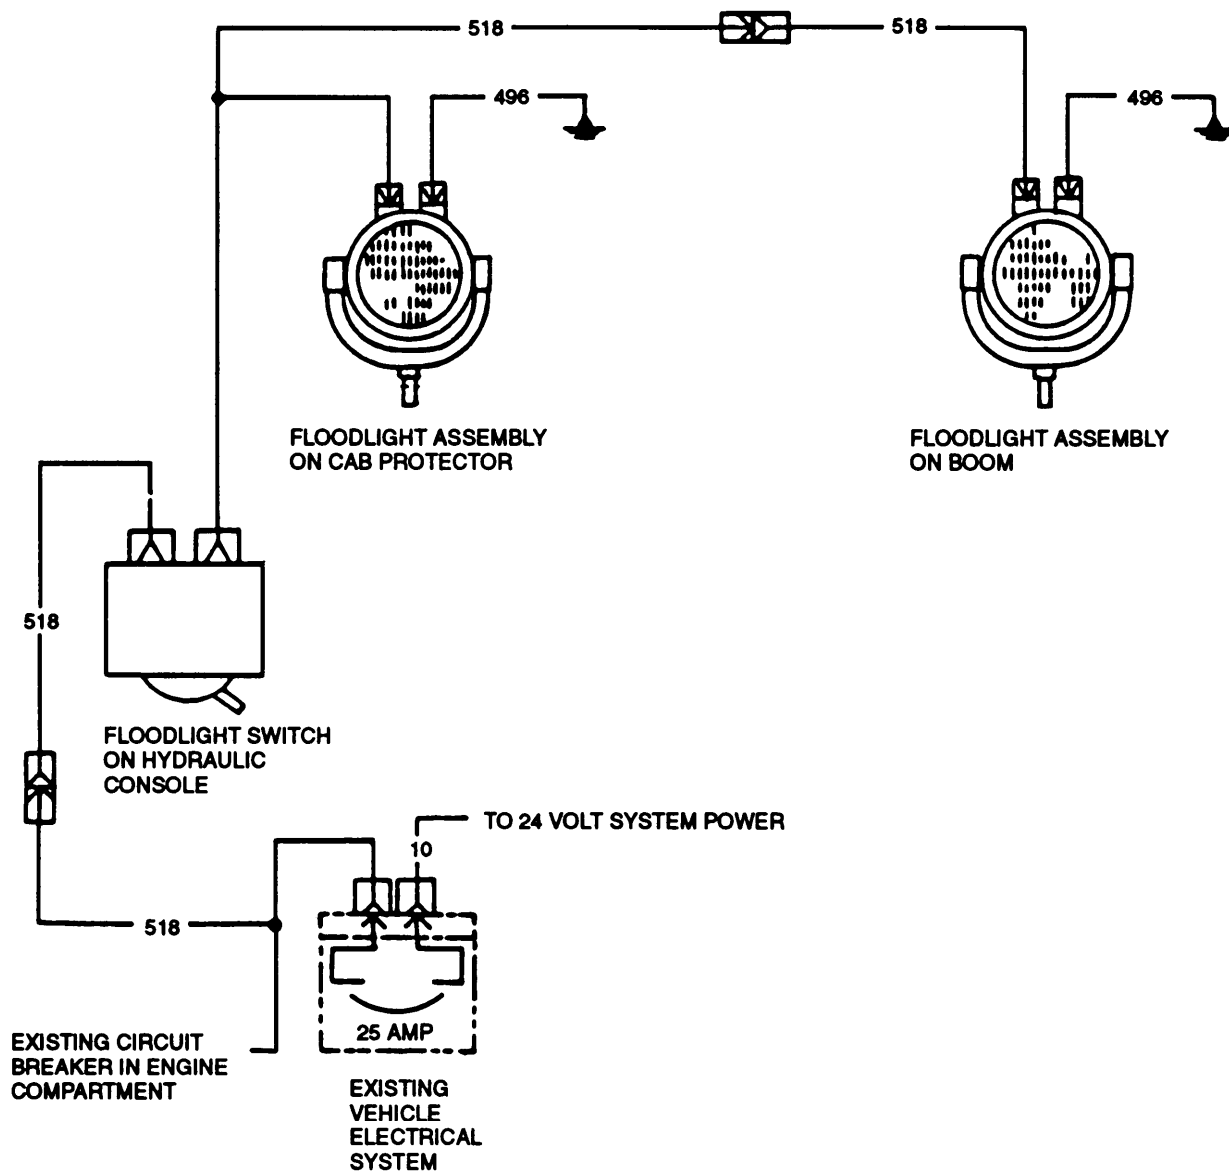 518
518
496
496
FLOODLIGHT ASSEMBLY
ON CAB PROTECTOR
FLOODLIGHT ASSEMBLY
ON BOOM
518
FLOODLIGHT SWITCH
ON HYDRAULIC
CONSOLE
TO 24 VOLT SYSTEM POWER
10
518
25 AMP
EXISTING CIRCUIT
BREAKER IN ENGINE
COMPARTMENT
EXISTING
VEHICLE
ELECTRICAL
SYSTEM